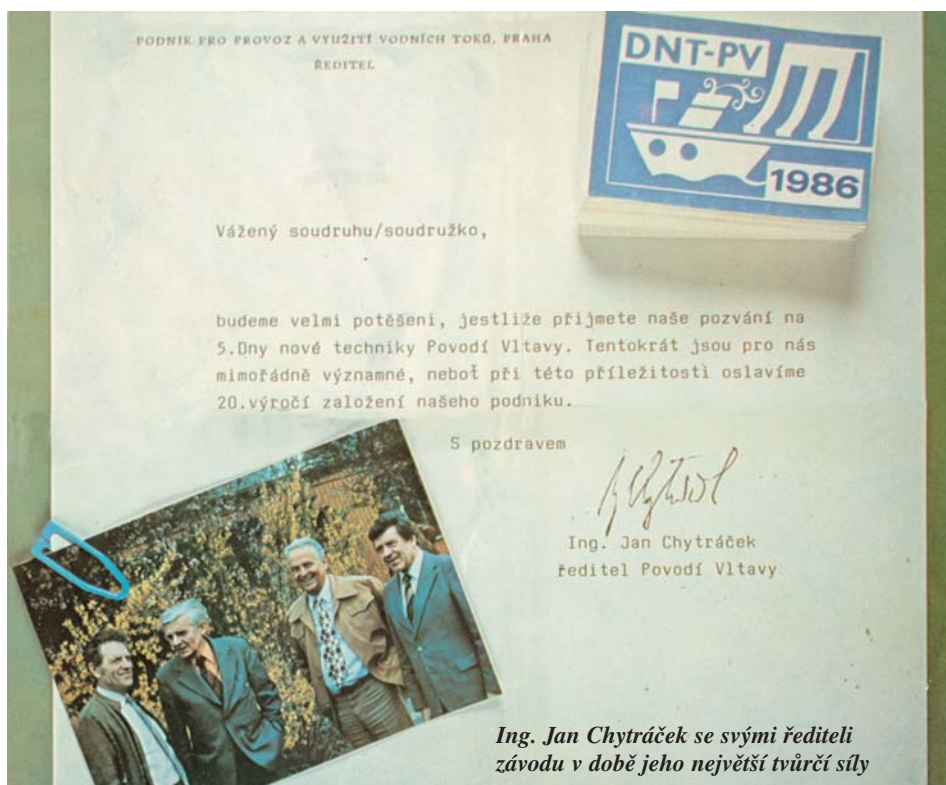 PODNIK PRO PROVOZ A VYUŽITÍ VODNÍCH TOKŮ, PRAHA
ŘEDITEL
DNT-PV
1986
Vážený soudruhu/soudružko,
budeme velmi potěšeni, jestliže přijmete naše pozvání na
5.Dny nové techniky Povodí Vltavy. Tentokrát jsou pro nás
mimořádně významné, neboť při této příležitosti oslavíme
20.výročí založení našeho podniku.
S pozdravem
Ing. Jan Chytráček
ředitel Povodí Vltavy
Ing. Jan Chytráček se svými řediteli
závodu v době jeho největší tvůrčí síly